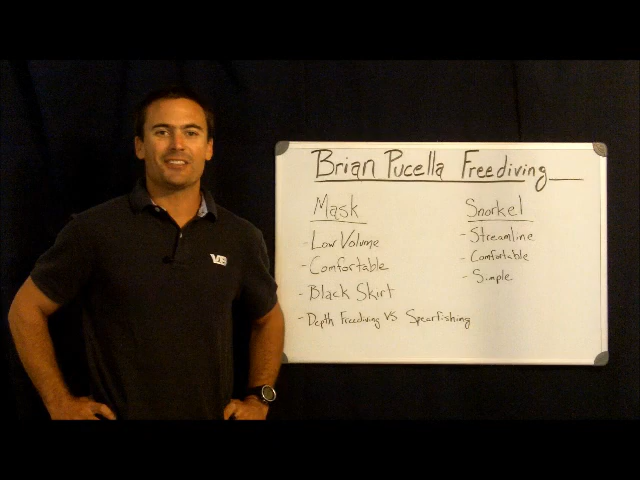 Brian Pucella Freediving
Mask
- Low Volume
- Comfortable
- Black Skirt
- Depth Freediving VS Spearfishing
Snorkel
- Streamline
- Comfortable
- Simple